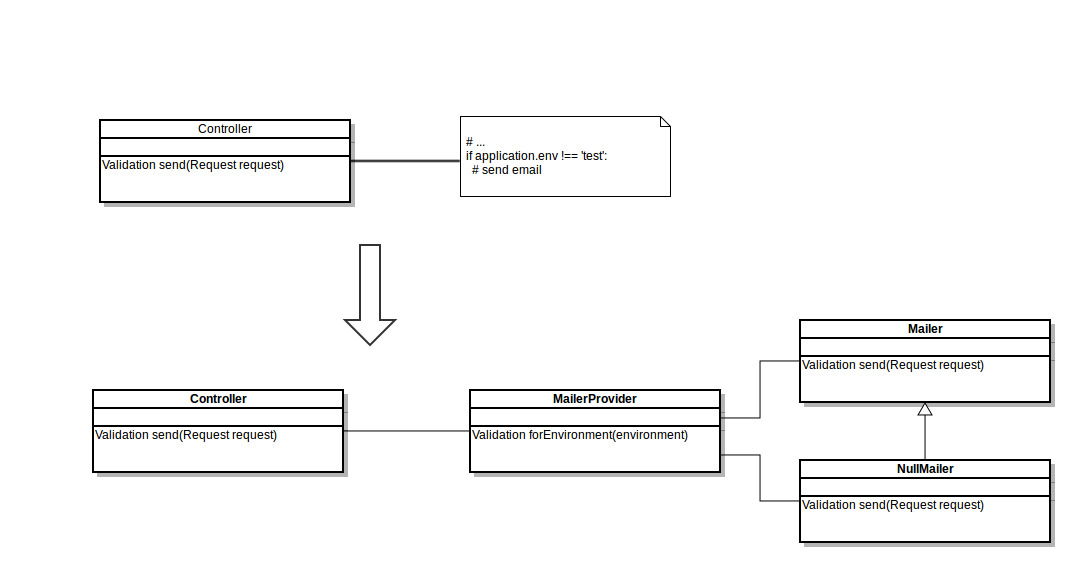 Controller
Validation send(Request request)
# ...
if application.env !== 'test':
# send email
Mailer
Validation send(Request request)
Controller
Validation send(Request request)
MailerProvider
Validation forEnvironment(environment)
NullMailer
Validation send(Request request)